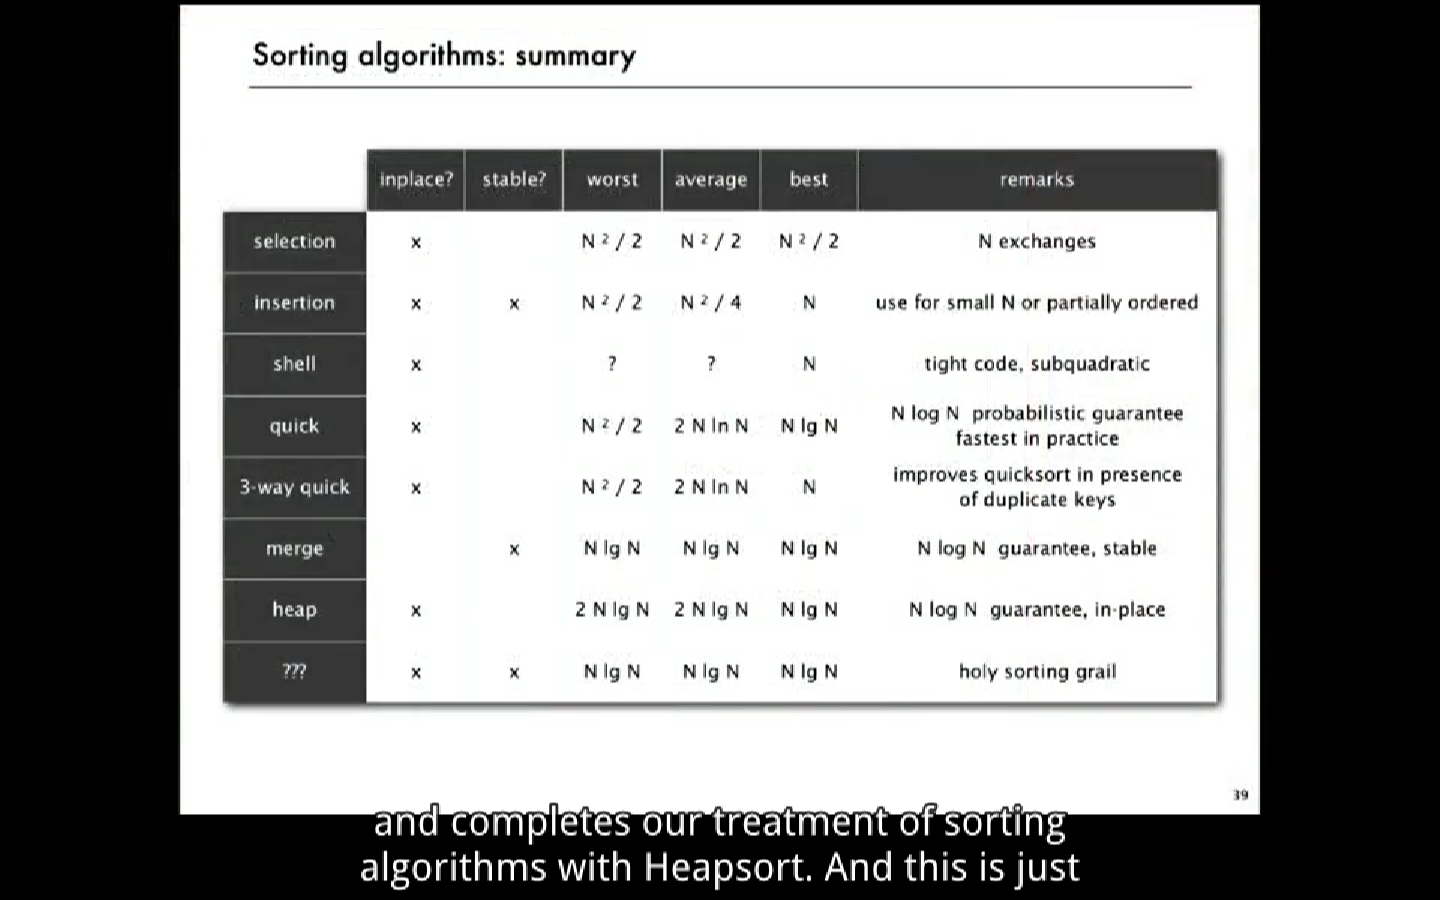 Sorting algorithms: summary
inplace? stable? worst average best remarks
selection x N ² / 2 N ² / 2 N ² / 2 N exchanges
insertion x x N ² / 2 N ² / 4 N use for small N or partially ordered
shell x ? ? N tight code, subquadratic
quick x N ² / 2 2 N ln N N lg N N log N probabilistic guarantee
fastest in practice
3-way quick x N ² / 2 2 N ln N N improves quicksort in presence
of duplicate keys
merge x N lg N N lg N N lg N N log N guarantee, stable
heap x 2 N lg N 2 N lg N N lg N N log N guarantee, in-place
??? x x N lg N N lg N N lg N holy sorting grail
39
and completes our treatment of sorting
algorithms with Heapsort. And this is just